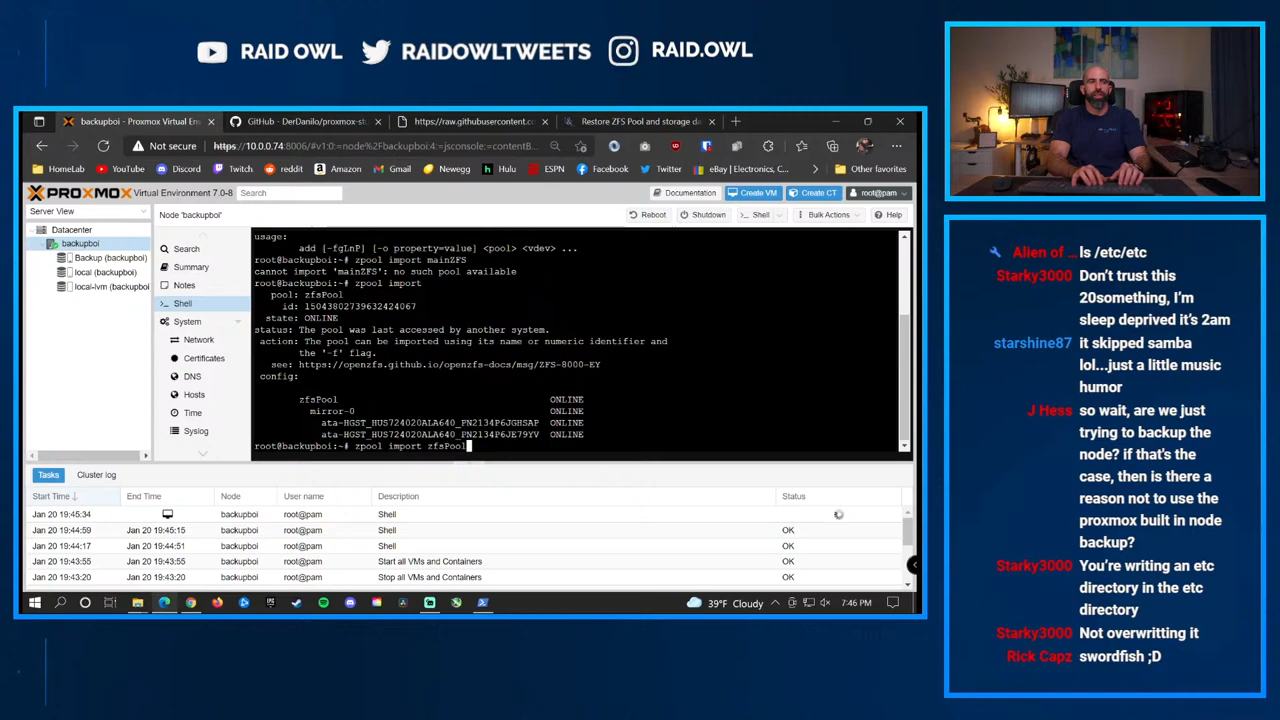 RAID OWL
RAIDOWLTWEETS
RAID.OWL
backupboi - Proxmox Virtual Env
GitHub - DerDanilo/proxmox-stu
https://raw.githubusercontent.co
Restore ZFS Pool and storage da
Not secure
https://10.0.0.74:8006/#v1:0:=node%2Fbackupboi:4:=jsconsole:=contentB...
HomeLab
YouTube
Discord
Twitch
reddit
Amazon
Gmail
Newegg
Hulu
ESPN
Facebook
Twitter
eBay | Electronics, C...
Other favorites
PROXMOX
Virtual Environment 7.0-8
Search
Documentation
Create VM
Create CT
root@pam
Server View
Node 'backupboi'
Reboot
Shutdown
Shell
Bulk Actions
Help
Datacenter
backupboi
Backup (backupboi)
local (backupboi)
local-lvm (backupboi
Search
Summary
Notes
Shell
System
Network
Certificates
DNS
Hosts
Time
Syslog
usage:
add [-fgLnP] [-o property=value] <pool> <vdev> ...
root@backupboi:~# zpool import mainZFS
cannot import 'mainZFS': no such pool available
root@backupboi:~# zpool import
pool: zfsPool
id: 15043802739632424067
state: ONLINE
status: The pool was last accessed by another system.
action: The pool can be imported using its name or numeric identifier and
the '-f' flag.
see: https://openzfs.github.io/openzfs-docs/msg/ZFS-8000-EY
config:
zfsPool ONLINE
mirror-0 ONLINE
ata-HGST_HUS724020ALA640_PN2134P6JGHSAP ONLINE
ata-HGST_HUS724020ALA640_PN2134P6JE79YV ONLINE
root@backupboi:~# zpool import zfsPool
Tasks
Cluster log
Start Time End Time Node User name Description Status
Jan 20 19:45:34 backupboi root@pam Shell
Jan 20 19:44:59 Jan 20 19:45:15 backupboi root@pam Shell OK
Jan 20 19:44:17 Jan 20 19:44:51 backupboi root@pam Shell OK
Jan 20 19:43:55 Jan 20 19:43:55 backupboi root@pam Start all VMs and Containers OK
Jan 20 19:43:20 Jan 20 19:43:20 backupboi root@pam Stop all VMs and Containers OK
39°F Cloudy
7:46 PM
Alien of ... ls /etc/etc
Starky3000 Don't trust this
20something, I'm
sleep deprived it's 2am
starshine87 it skipped samba
lol...just a little music
humor
J Hess so wait, are we just
trying to backup the
node? if that's the
case, then is there a
reason not to use the
proxmox built in node
backup?
Starky3000 You're writing an etc
directory in the etc
directory
Starky3000 Not overwritting it
Rick Capz swordfish ;D